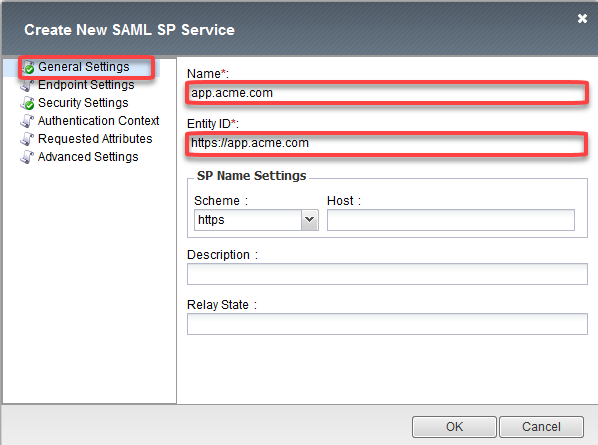 Create New SAML SP Service
General Settings
Endpoint Settings
Security Settings
Authentication Context
Requested Attributes
Advanced Settings
Name*:
app.acme.com
Entity ID*:
https://app.acme.com
SP Name Settings
Scheme :
Host :
https
Description :
Relay State :
OK
Cancel